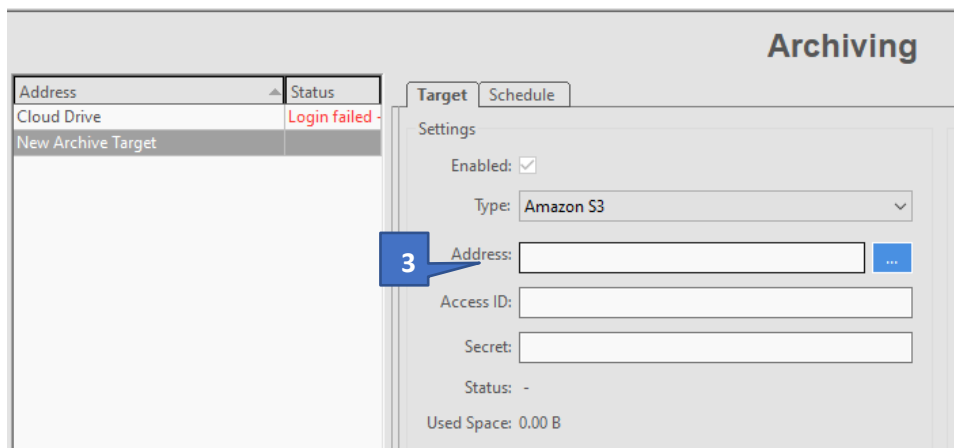 Archiving
Address Status
Cloud Drive Login failed -
New Archive Target
Target Schedule
Settings
Enabled:
Type: Amazon S3
3
Address: ...
Access ID:
Secret:
Status: -
Used Space: 0.00 B